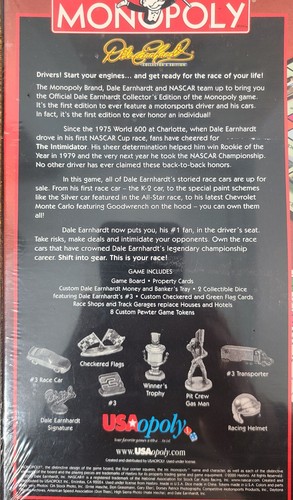 MONOPOLY
Dale Earnhardt
Drivers! Start your engines... and get ready for the race of your life!
The Monopoly Brand, Dale Earnhardt and NASCAR team up to bring you
the Official Dale Earnhardt Collector's Edition of the Monopoly game.
It's the first edition to ever feature a motorsports driver and his cars.
In fact, it's the first edition to ever honor an individual!
Since the 1975 World 600 at Charlotte, when Dale Earnhardt
drove in his first NASCAR Cup race, fans have cheered for
The Intimidator. His sheer determination helped him win Rookie of the
Year in 1979 and the very next year he took the NASCAR Championship.
No other driver has ever claimed these back-to-back honors.
In this game, all of Dale Earnhardt's storied race cars are up for
sale. From his first race car – the K-2 car, to the special paint schemes
like the Silver car featured in the All-Star race, to his latest Chevrolet
Monte Carlo featuring Goodwrench on the hood – you can own them
all!
Dale Earnhardt now puts you, his #1 fan, in the driver's seat.
Take risks, make deals and intimidate your opponents. Own the race
cars that have crowned Dale Earnhardt's legendary championship
career. Shift into gear. This is your race!
GAME INCLUDES
Game Board • Property Cards
Custom Dale Earnhardt Money and Banker's Tray • 2 Collectible Dice
featuring Dale Earnhardt's #3 • Custom Checkered and Green Flag Cards
Race Shops and Track Garages replace Houses and Hotels
8 Custom Pewter Game Tokens
#3 Race Car
Checkered Flags
#3 Transporter
Winner's
Trophy
Pit Crew
Gas Man
#3
Dale Earnhardt
Signature
Racing Helmet
USAopoly
www.USAopoly.com